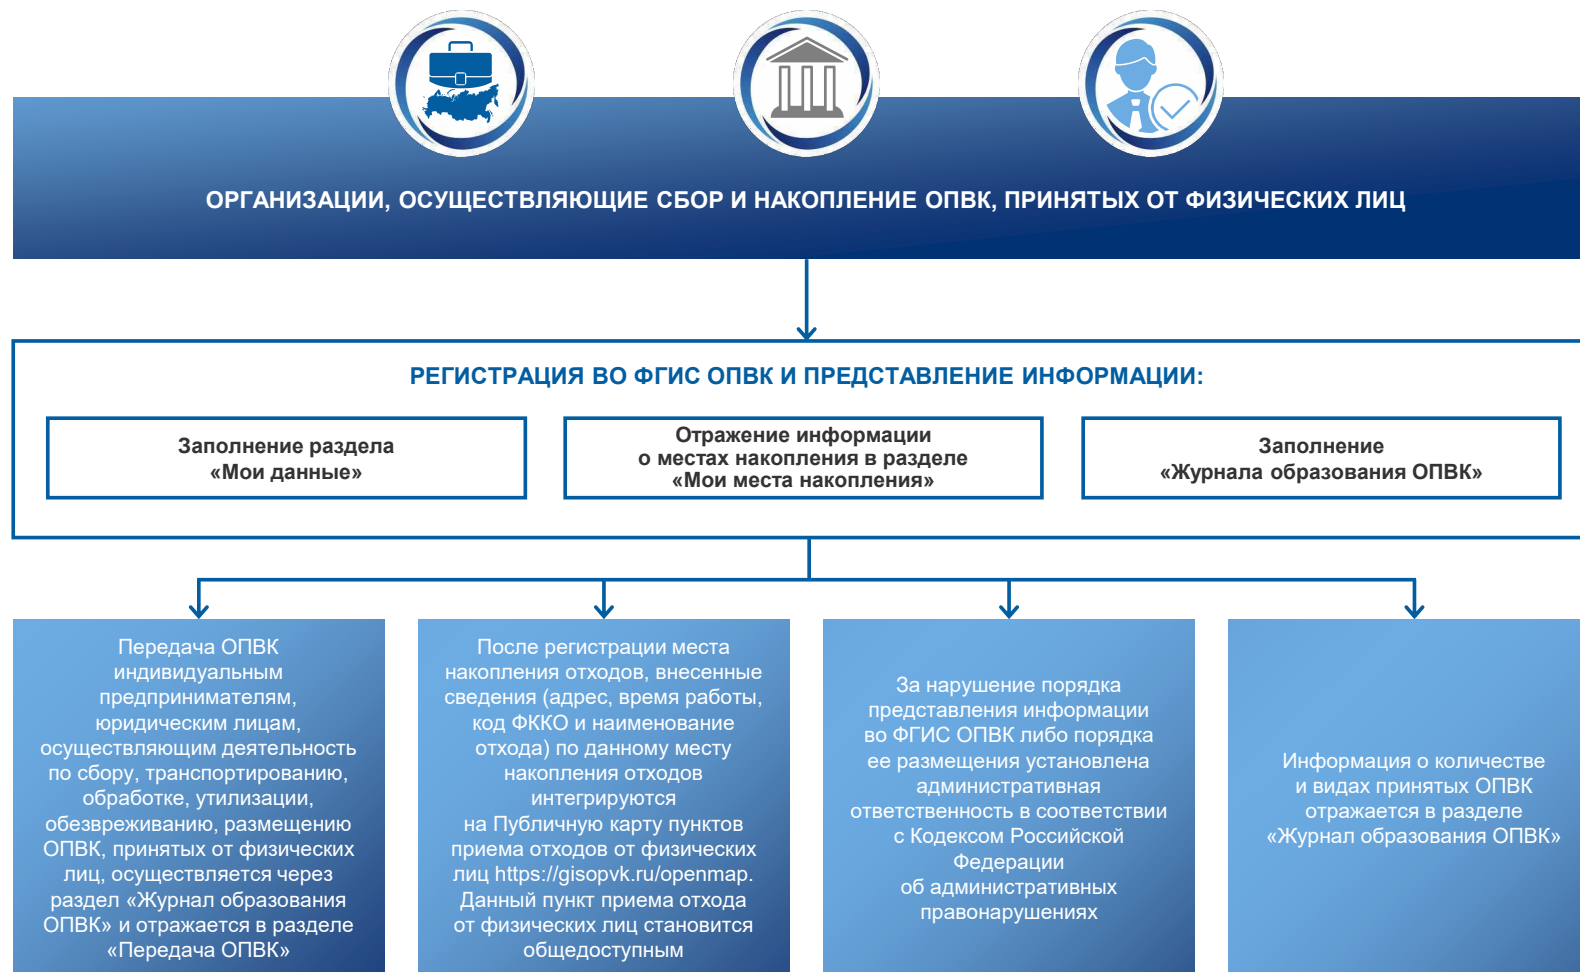 ОРГАНИЗАЦИИ, ОСУЩЕСТВЛЯЮЩИЕ СБОР И НАКОПЛЕНИЕ ОПВК, ПРИНЯТЫХ ОТ ФИЗИЧЕСКИХ ЛИЦ
РЕГИСТРАЦИЯ ВО ФГИС ОПВК И ПРЕДСТАВЛЕНИЕ ИНФОРМАЦИИ:
Заполнение раздела
«Мои данные»
Отражение информации
о местах накопления в разделе
«Мои места накопления»
Заполнение
«Журнала образования ОПВК»
Передача ОПВК
индивидуальным
предпринимателям,
юридическим лицам,
осуществляющим деятельность
по сбору, транспортированию,
обработке, утилизации,
обезвреживанию, размещению
ОПВК, принятых от физических
лиц, осуществляется через
раздел «Журнал образования
ОПВК» и отражается в разделе
«Передача ОПВК»
После регистрации места
накопления отходов, внесенные
сведения (адрес, время работы,
код ФККО и наименование
отхода) по данному месту
накопления отходов
интегрируются
на Публичную карту пунктов
приема отходов от физических
лиц https://gisopvk.ru/openmap.
Данный пункт приема отхода
от физических лиц становится
общедоступным
За нарушение порядка
представления информации
во ФГИС ОПВК либо порядка
ее размещения установлена
административная
ответственность в соответствии
с Кодексом Российской
Федерации
об административных
правонарушениях
Информация о количестве
и видах принятых ОПВК
отражается в разделе
«Журнал образования ОПВК»